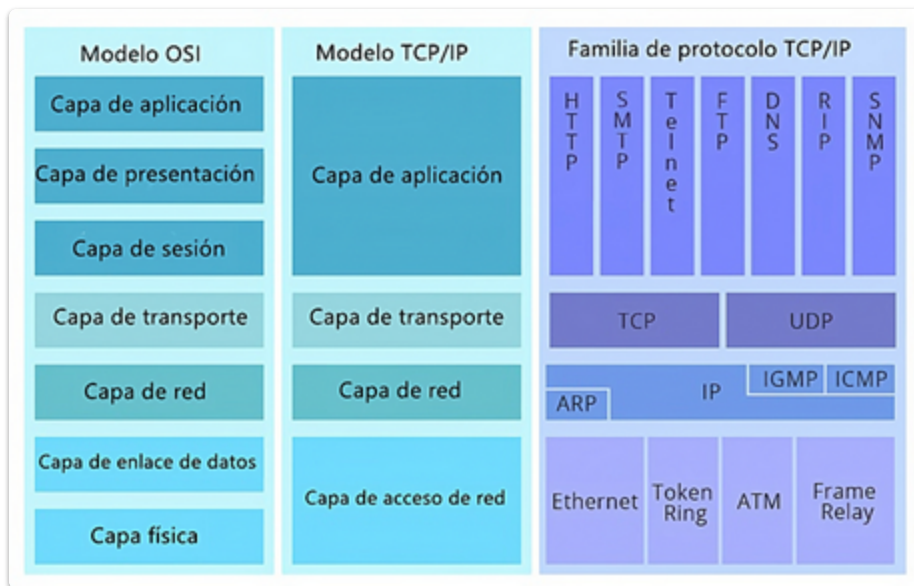 Modelo OSI
Capa de aplicación
Capa de presentación
Capa de sesión
Capa de transporte
Capa de red
Capa de enlace de datos
Capa física
Modelo TCP/IP
Capa de aplicación
Capa de transporte
Capa de red
Capa de acceso de red
Familia de protocolo TCP/IP
HTTP
SMTP
Telnet
FTP
DNS
RIP
SNMP
TCP
UDP
ARP
IP
IGMP
ICMP
Ethernet
Token
Ring
ATM
Frame
Relay